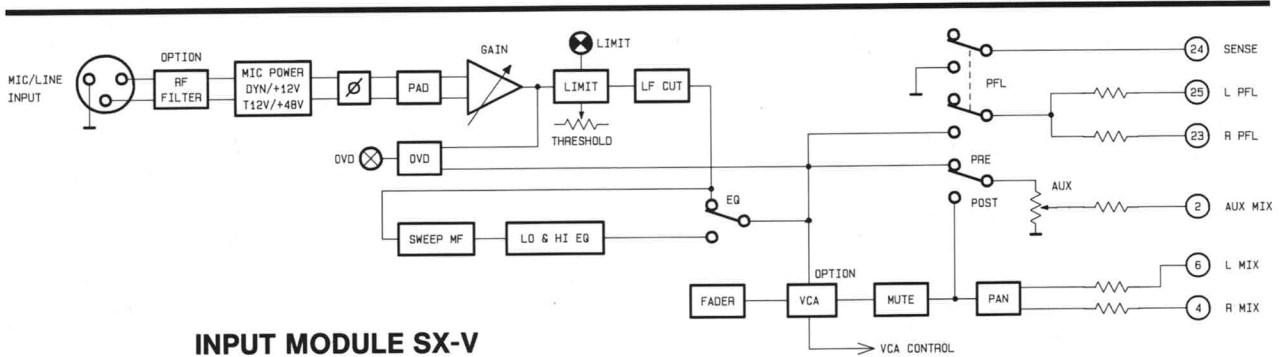 MIC/LINE
INPUT
OPTION
RF
FILTER
MIC POWER
DYN/+12V
T12V/+48V
Ø
PAD
GAIN
LIMIT
LIMIT
THRESHOLD
LF CUT
OVD
OVD
SWEEP MF
LO & HI EQ
EQ
PFL
PRE
POST
AUX
24 SENSE
25 L PFL
23 R PFL
2 AUX MIX
6 L MIX
4 R MIX
FADER
OPTION
VCA
MUTE
PAN
VCA CONTROL
INPUT MODULE SX-V